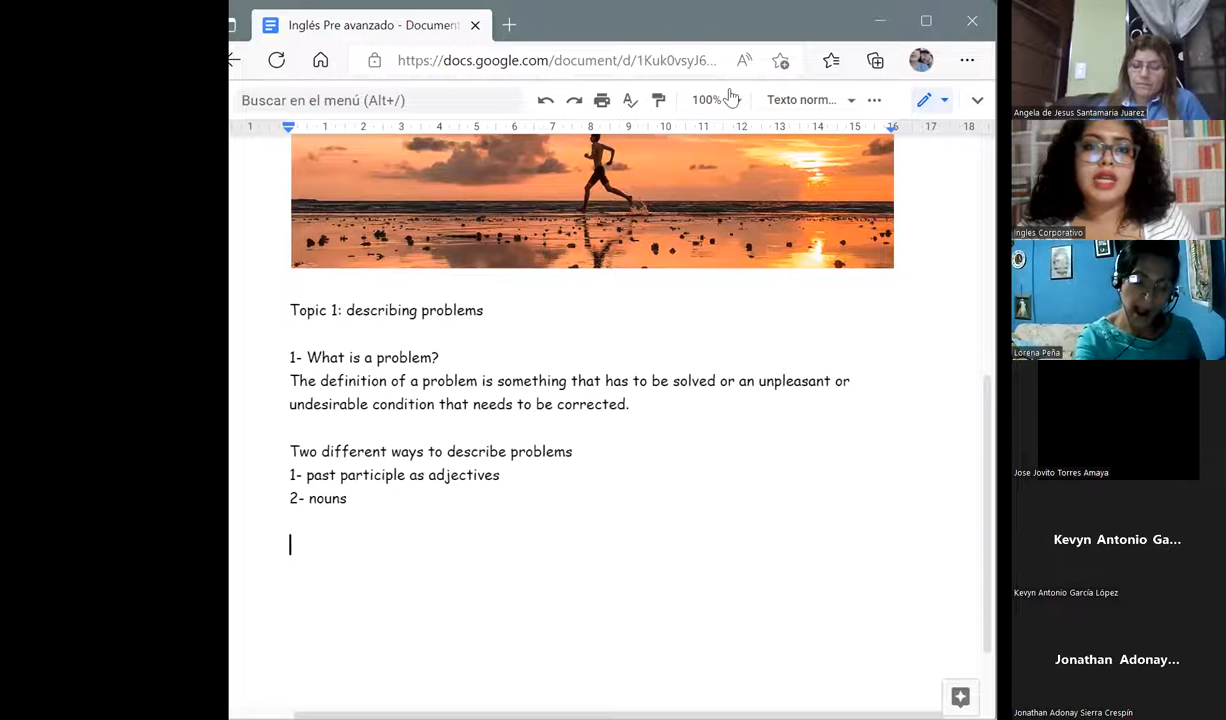 Inglés Pre avanzado - Document
https://docs.google.com/document/d/1Kuk0vsyJ6...
Buscar en el menú (Alt+/)
100%
Texto norm...
1 1 2 3 4 5 6 7 8 9 10 11 12 13 14 15 16 17 18
Topic 1: describing problems
1- What is a problem?
The definition of a problem is something that has to be solved or an unpleasant or
undesirable condition that needs to be corrected.
Two different ways to describe problems
1- past participle as adjectives
2- nouns
Angela de Jesus Santamaria Juarez
Ingles Corporativo
Lorena Peña
Jose Jovito Torres Amaya
Kevyn Antonio Ga...
Kevyn Antonio García López
Jonathan Adonay...
Jonathan Adonay Sierra Crespín